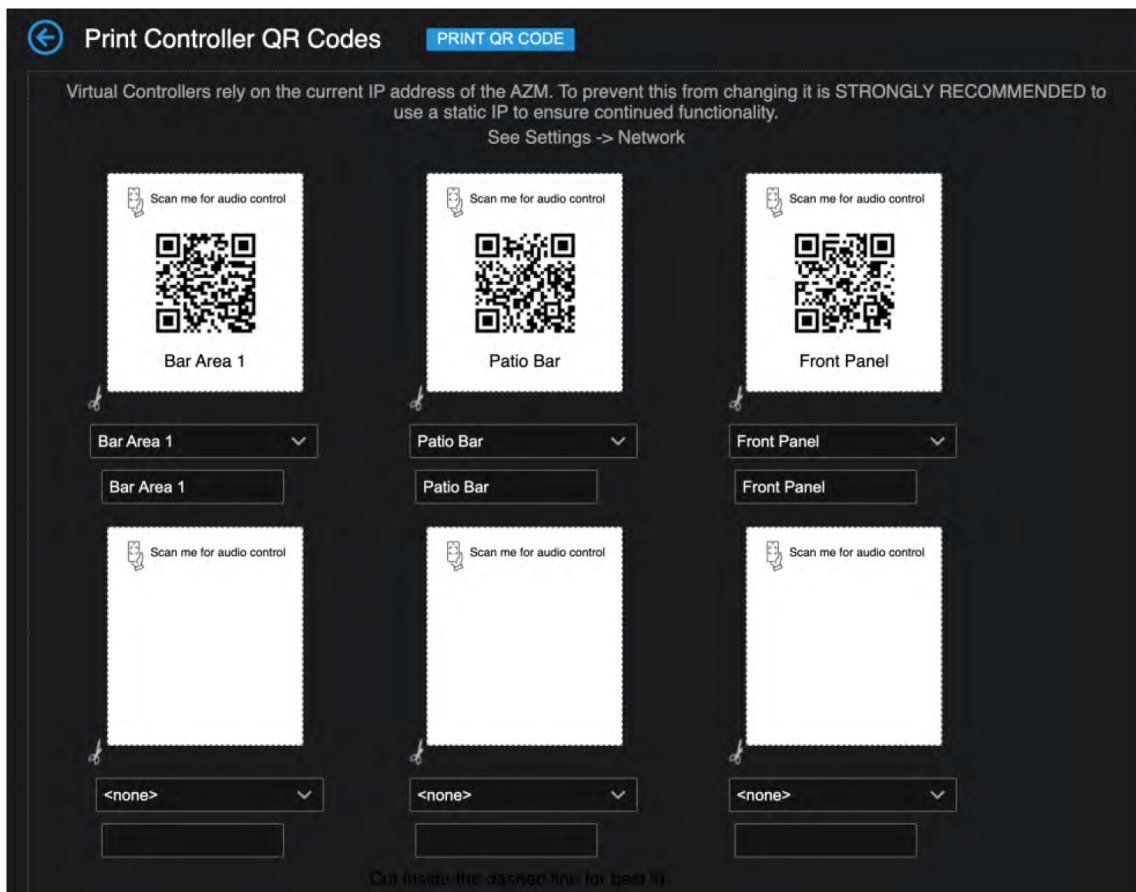 Print Controller QR Codes PRINT QR CODE
Virtual Controllers rely on the current IP address of the AZM. To prevent this from changing it is STRONGLY RECOMMENDED to
use a static IP to ensure continued functionality.
See Settings -> Network
Scan me for audio control Scan me for audio control Scan me for audio control
Bar Area 1 Patio Bar Front Panel
Bar Area 1 Patio Bar Front Panel
Bar Area 1 Patio Bar Front Panel
Scan me for audio control Scan me for audio control Scan me for audio control
<none> <none> <none>
Cut inside the dashed line for best fit